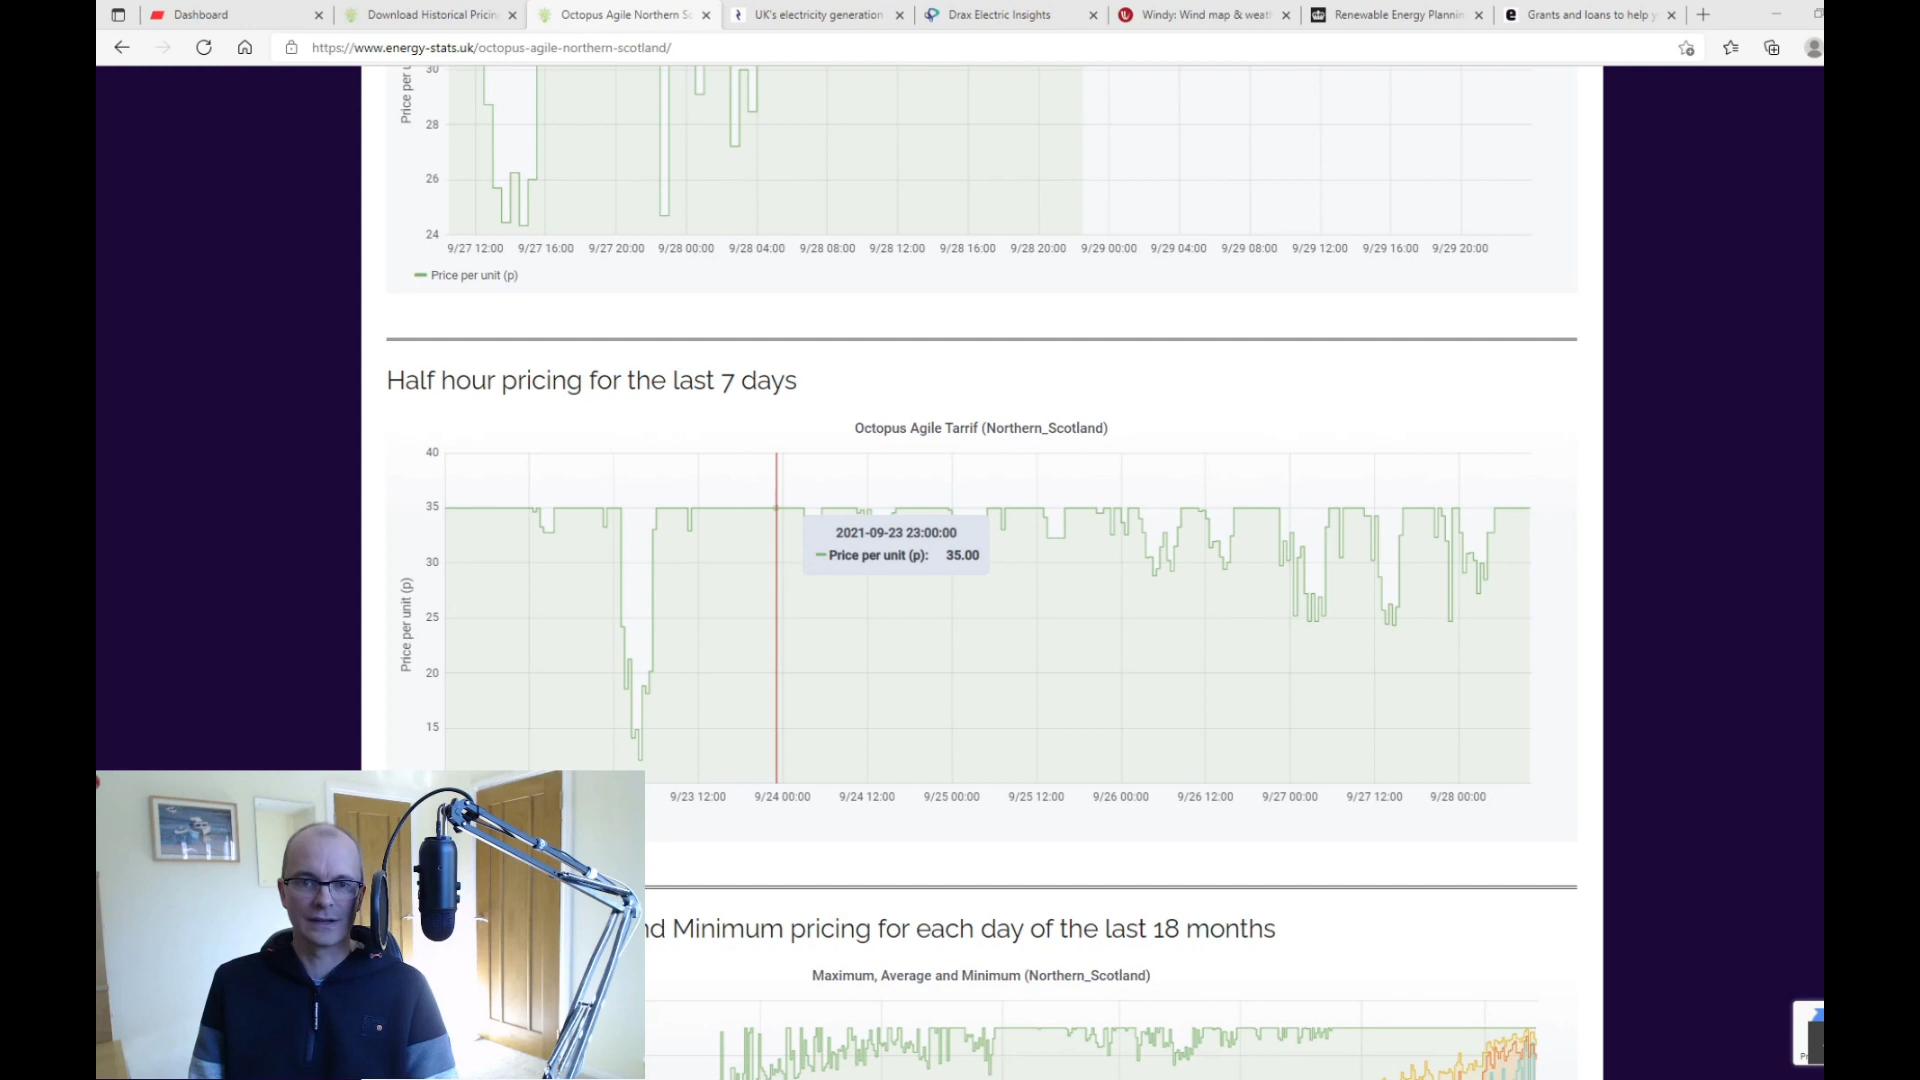 Dashboard
Download Historical Pricin
Octopus Agile Northern Sc
UK's electricity generation
Drax Electric Insights
Windy: Wind map & weat
Renewable Energy Plannin
Grants and loans to help y
https://www.energy-stats.uk/octopus-agile-northern-scotland/
30
28
26
24
Price per u
9/27 12:00 9/27 16:00 9/27 20:00 9/28 00:00 9/28 04:00 9/28 08:00 9/28 12:00 9/28 16:00 9/28 20:00 9/29 00:00 9/29 04:00 9/29 08:00 9/29 12:00 9/29 16:00 9/29 20:00
Price per unit (p)
Half hour pricing for the last 7 days
Octopus Agile Tarrif (Northern_Scotland)
40
35
30
25
20
15
Price per unit (p)
2021-09-23 23:00:00
Price per unit (p): 35.00
9/23 12:00 9/24 00:00 9/24 12:00 9/25 00:00 9/25 12:00 9/26 00:00 9/26 12:00 9/27 00:00 9/27 12:00 9/28 00:00
nd Minimum pricing for each day of the last 18 months
Maximum, Average and Minimum (Northern_Scotland)